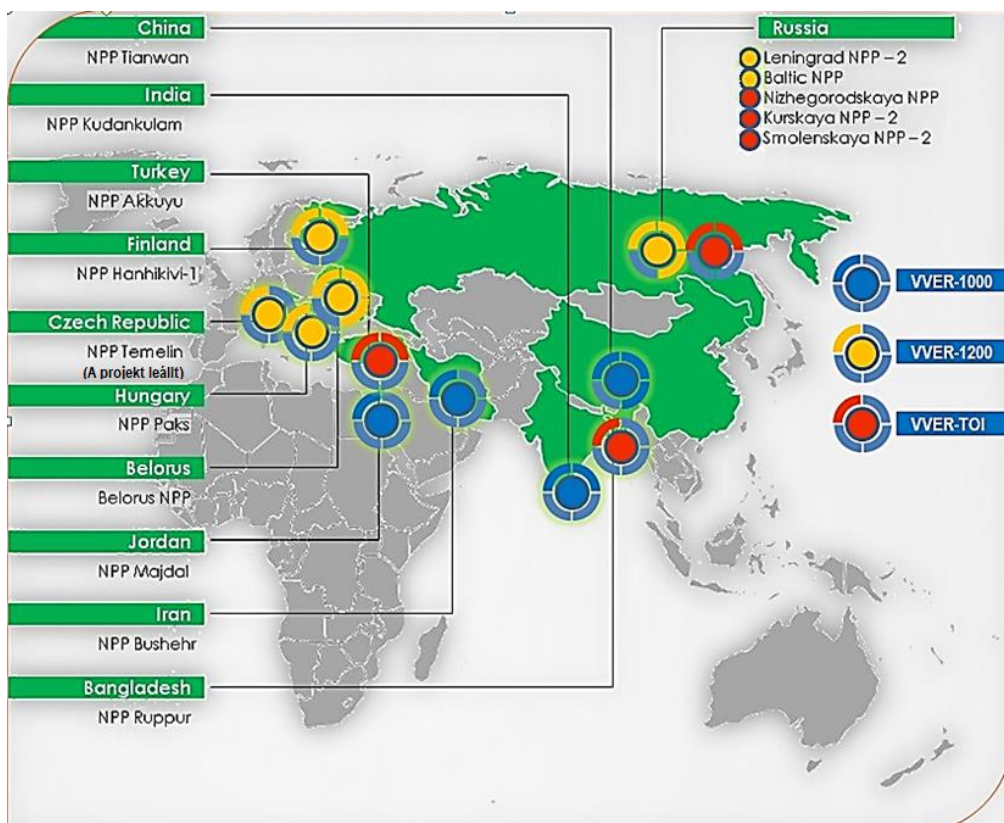 China
NPP Tianwan
India
NPP Kudankulam
Turkey
NPP Akkuyu
Finland
NPP Hanhikivi-1
Czech Republic
NPP Temelin
(A projekt leállt)
Hungary
NPP Paks
Belorus
Belorus NPP
Jordan
NPP Majdal
Iran
NPP Bushehr
Bangladesh
NPP Ruppur
Russia
Leningrad NPP – 2
Baltic NPP
Nizhegorodskaya NPP
Kurskaya NPP – 2
Smolenskaya NPP – 2
VVER-1000
VVER-1200
VVER-TOI